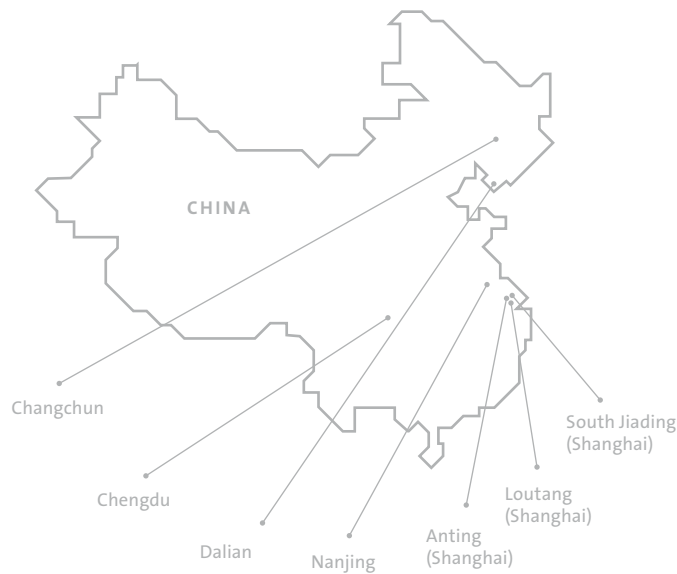 CHINA
Changchun
Chengdu
Dalian
Nanjing
Anting
(Shanghai)
Loutang
(Shanghai)
South Jiading
(Shanghai)